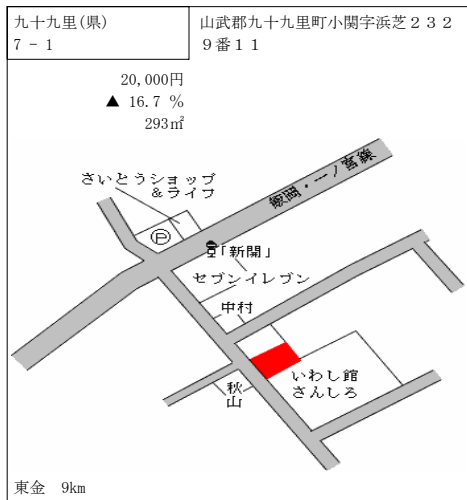 九十九里(県)
7 - 1
山武郡九十九里町小関字浜芝２３２
９番１１
20,000円
▲ 16.7 %
293㎡
さいとうショップ
&ライフ
飯岡・一ノ宮線
Ⓟ
「新開」
セブンイレブン
中村
いわし館
さんしろ
秋山
東金 9km